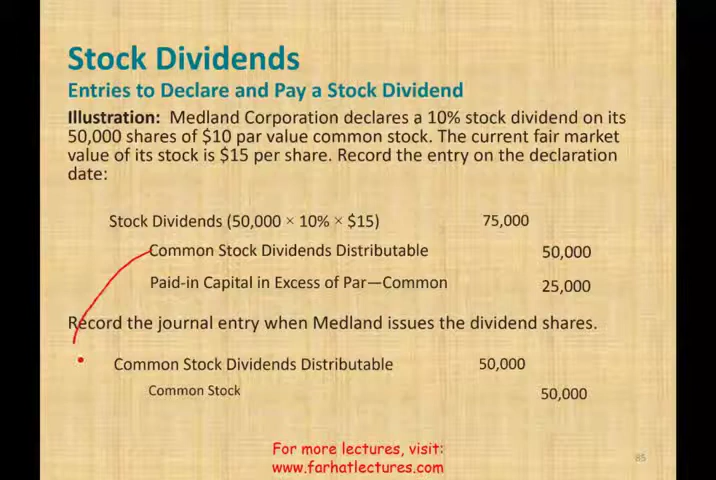 Stock Dividends
Entries to Declare and Pay a Stock Dividend
Illustration: Medland Corporation declares a 10% stock dividend on its
50,000 shares of $10 par value common stock. The current fair market
value of its stock is $15 per share. Record the entry on the declaration
date:
Stock Dividends (50,000 × 10% × $15) 75,000
Common Stock Dividends Distributable 50,000
Paid-in Capital in Excess of Par—Common 25,000
Record the journal entry when Medland issues the dividend shares.
Common Stock Dividends Distributable 50,000
Common Stock 50,000
For more lectures, visit:
www.farhatlectures.com
85